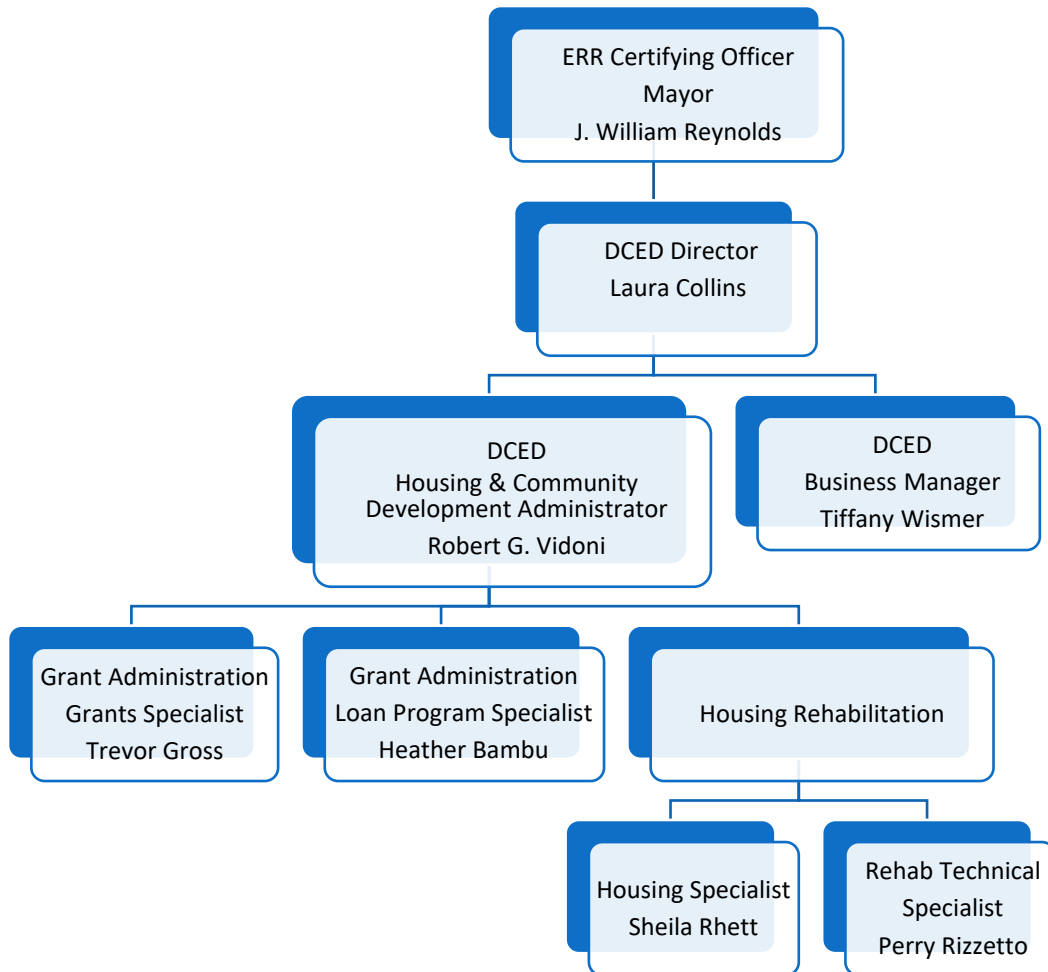 ERR Certifying Officer
Mayor
J. William Reynolds
DCED Director
Laura Collins
DCED
Housing & Community
Development Administrator
Robert G. Vidoni
DCED
Business Manager
Tiffany Wismer
Grant Administration
Grants Specialist
Trevor Gross
Grant Administration
Loan Program Specialist
Heather Bambu
Housing Rehabilitation
Housing Specialist
Sheila Rhett
Rehab Technical
Specialist
Perry Rizzetto